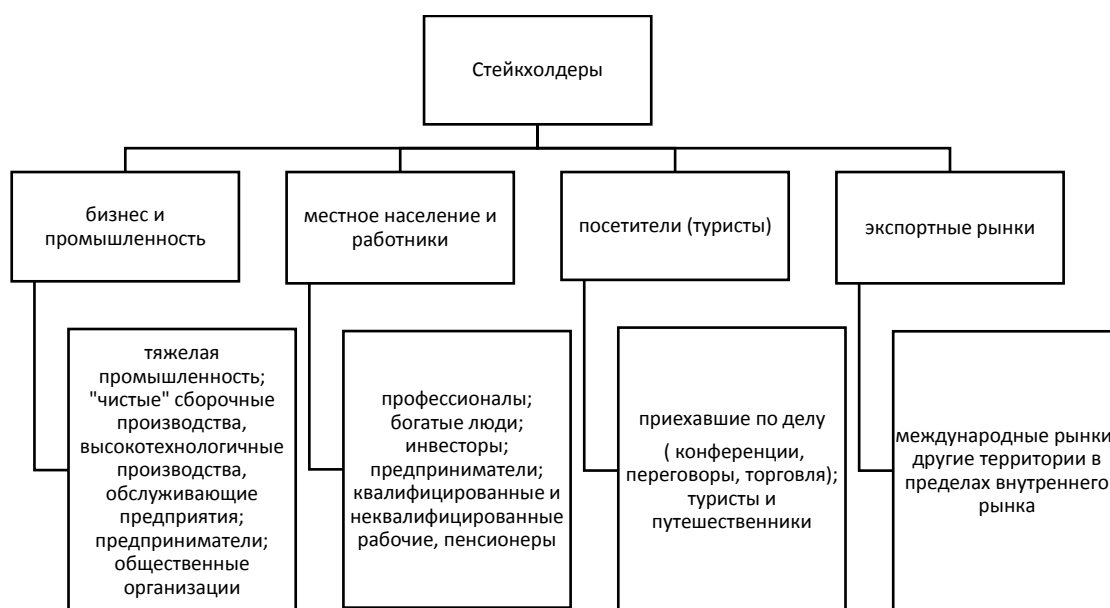 Стейкхолдеры
бизнес и
промышленность
местное население и
работники
посетители (туристы)
экспортные рынки
тяжелая
промышленность;
"чистые" сборочные
производства,
высокотехнологичные
производства,
обслуживающие
предприятия;
предприниматели;
общественные
организации
профессионалы;
богатые люди;
инвесторы;
предприниматели;
квалифицированные и
неквалифицированные
рабочие, пенсионеры
приехавшие по делу
( конференции,
переговоры, торговля);
туристы и
путешественники
международные рынки
другие территории в
пределах внутреннего
рынка